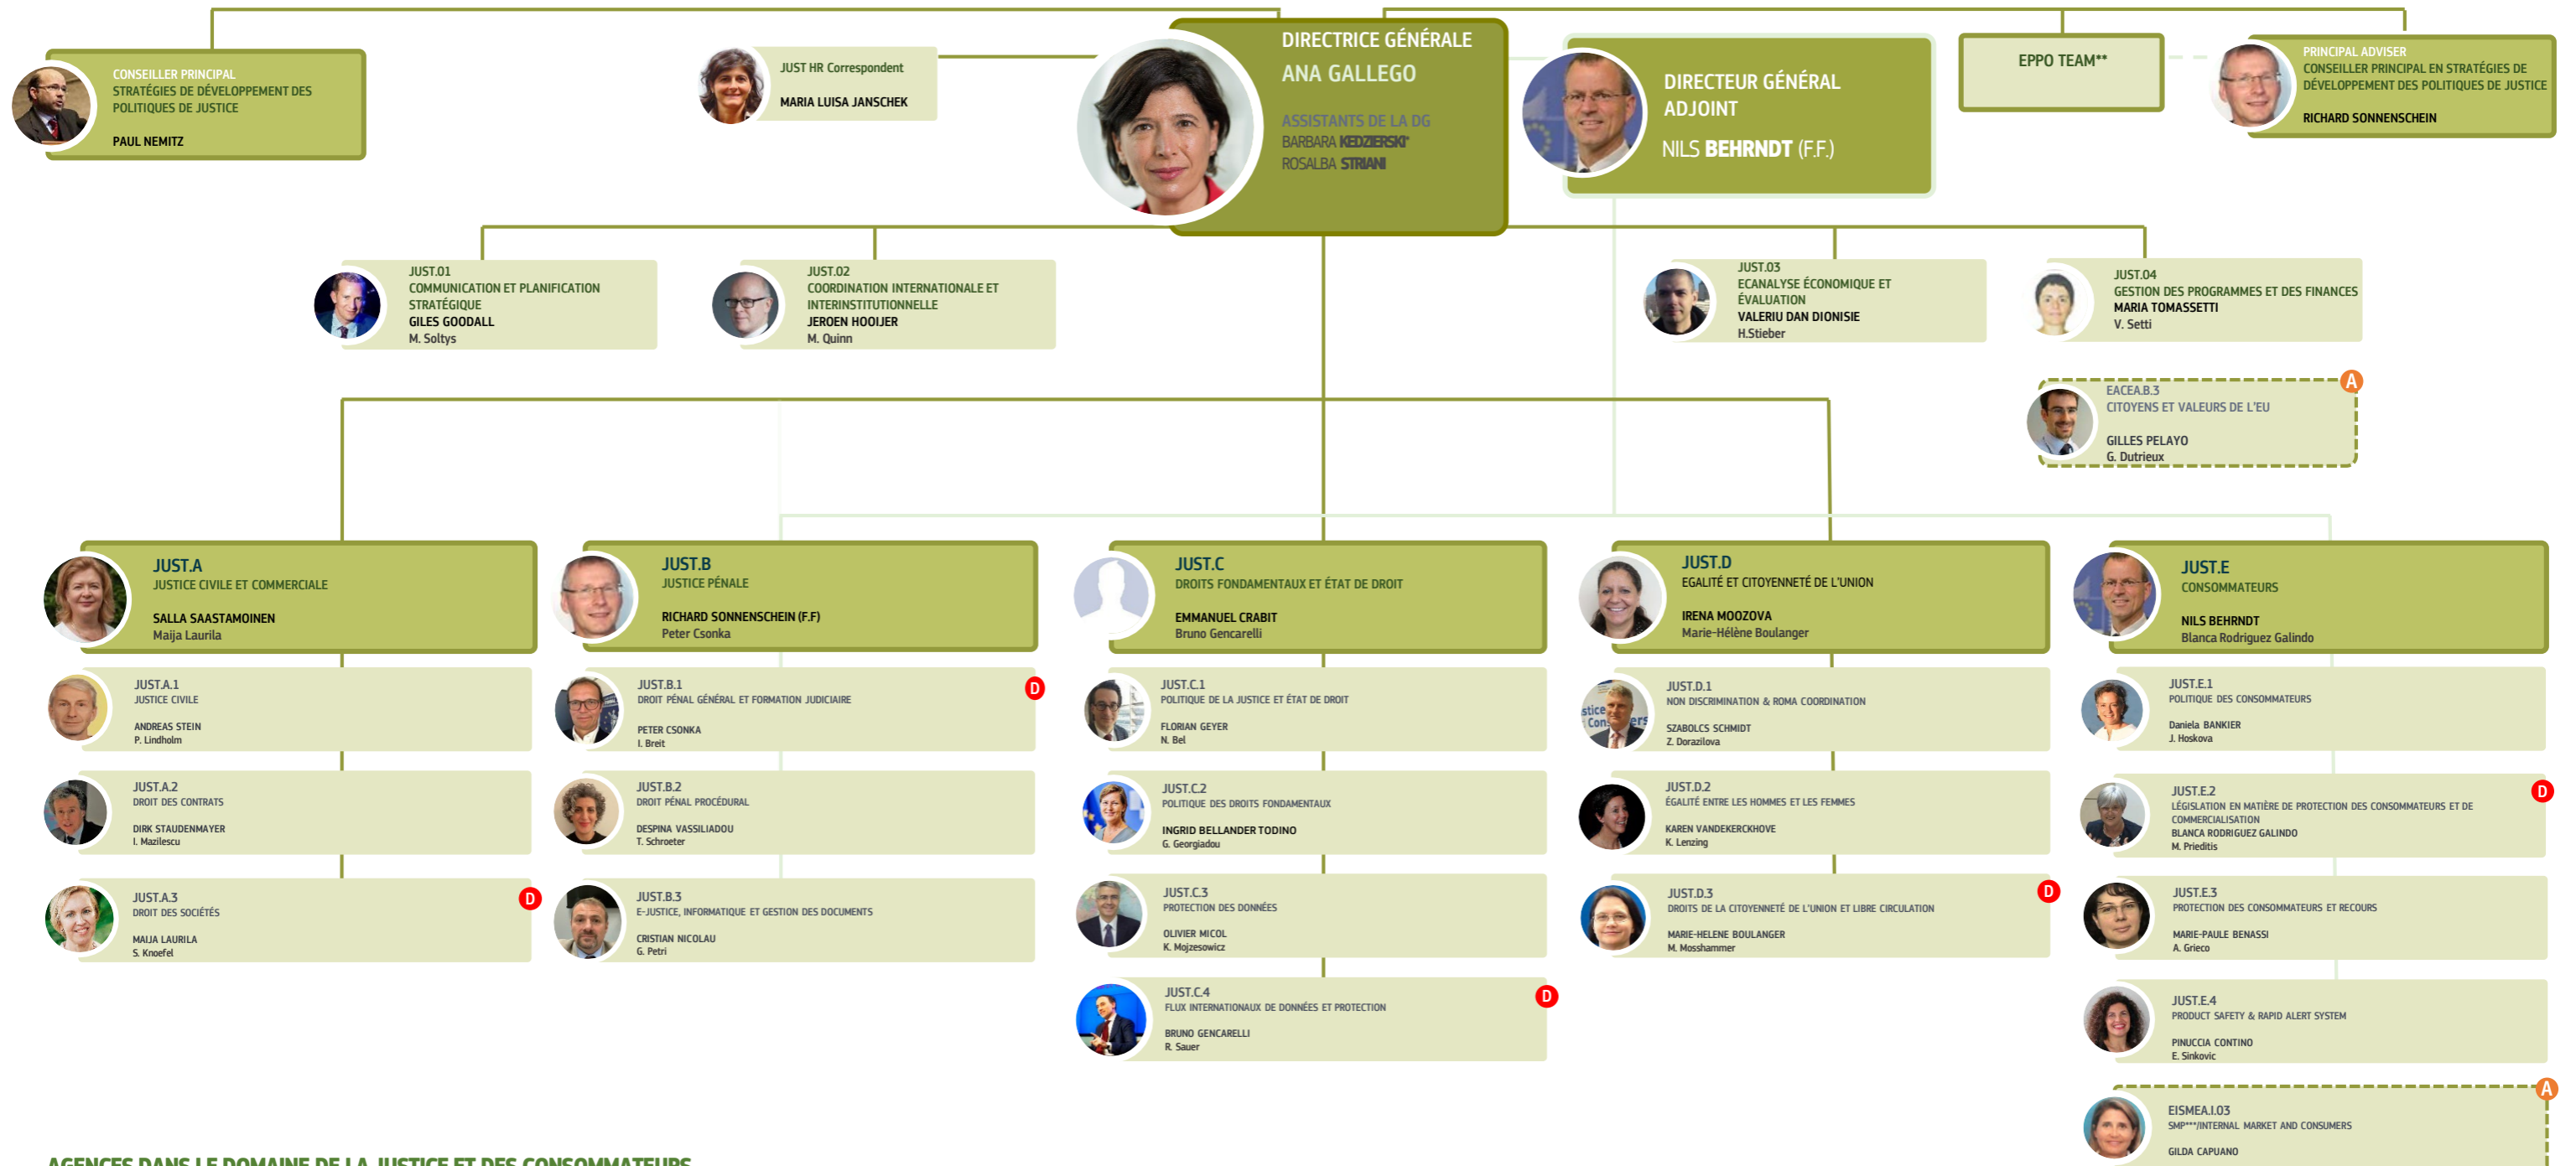 CONSEILLER PRINCIPAL
STRATÉGIES DE DÉVELOPPEMENT DES
POLITIQUES DE JUSTICE
PAUL NEMITZ
JUST HR Correspondent
MARIA LUISA JANSCHEK
DIRECTRICE GÉNÉRALE
ANA GALLEGO
ASSISTANTS DE LA DG
BARBARA KEDZIERSKI*
ROSALBA STRIANI
DIRECTEUR GÉNÉRAL
ADJOINT
NILS BEHRNDT (F.F.)
EPPO TEAM**
PRINCIPAL ADVISER
CONSEILLER PRINCIPAL EN STRATÉGIES DE
DÉVELOPPEMENT DES POLITIQUES DE JUSTICE
RICHARD SONNENSCHEIN
JUST.01
COMMUNICATION ET PLANIFICATION
STRATÉGIQUE
GILES GOODALL
M. Soltys
JUST.02
COORDINATION INTERNATIONALE ET
INTERINSTITUTIONNELLE
JEROEN HOOIJER
M. Quinn
JUST.03
ECANALYSE ÉCONOMIQUE ET
ÉVALUATION
VALERIU DAN DIONISIE
H.Stieber
JUST.04
GESTION DES PROGRAMMES ET DES FINANCES
MARIA TOMASSETTI
V. Setti
A
EACEA.B.3
CITOYENS ET VALEURS DE L'EU
GILLES PELAYO
G. Dutrieux
JUST.A
JUSTICE CIVILE ET COMMERCIALE
SALLA SAASTAMOINEN
Maija Laurila
JUST.A.1
JUSTICE CIVILE
ANDREAS STEIN
P. Lindholm
JUST.A.2
DROIT DES CONTRATS
DIRK STAUDENMAYER
I. Mazilescu
D
JUST.A.3
DROIT DES SOCIÉTÉS
MAIJA LAURILA
S. Knoefel
JUST.B
JUSTICE PÉNALE
RICHARD SONNENSCHEIN (F.F)
Peter Csonka
D
JUST.B.1
DROIT PÉNAL GÉNÉRAL ET FORMATION JUDICIAIRE
PETER CSONKA
I. Breit
JUST.B.2
DROIT PÉNAL PROCÉDURAL
DESPINA VASSILIADOU
T. Schroeter
JUST.B.3
E-JUSTICE, INFORMATIQUE ET GESTION DES DOCUMENTS
CRISTIAN NICOLAU
G. Petri
JUST.C
DROITS FONDAMENTAUX ET ÉTAT DE DROIT
EMMANUEL CRABIT
Bruno Gencarelli
JUST.C.1
POLITIQUE DE LA JUSTICE ET ÉTAT DE DROIT
FLORIAN GEYER
N. Bel
JUST.C.2
POLITIQUE DES DROITS FONDAMENTAUX
INGRID BELLANDER TODINO
G. Georgiadou
JUST.C.3
PROTECTION DES DONNÉES
OLIVIER MICOL
K. Mojzesowicz
D
JUST.C.4
FLUX INTERNATIONAUX DE DONNÉES ET PROTECTION
BRUNO GENCARELLI
R. Sauer
JUST.D
EGALITÉ ET CITOYENNETÉ DE L'UNION
IRENA MOOZOVA
Marie-Hélène Boulanger
JUST.D.1
NON DISCRIMINATION & ROMA COORDINATION
SZABOLCS SCHMIDT
Z. Dorazilova
JUST.D.2
ÉGALITÉ ENTRE LES HOMMES ET LES FEMMES
KAREN VANDEKERCKHOVE
K. Lenzing
D
JUST.D.3
DROITS DE LA CITOYENNETÉ DE L'UNION ET LIBRE CIRCULATION
MARIE-HELENE BOULANGER
M. Mosshammer
JUST.E
CONSOMMATEURS
NILS BEHRNDT
Blanca Rodriguez Galindo
JUST.E.1
POLITIQUE DES CONSOMMATEURS
Daniela BANKIER
J. Hoskova
D
JUST.E.2
LÉGISLATION EN MATIÈRE DE PROTECTION DES CONSOMMATEURS ET DE
COMMERCIALISATION
BLANCA RODRIGUEZ GALINDO
M. Prieditis
JUST.E.3
PROTECTION DES CONSOMMATEURS ET RECOURS
MARIE-PAULE BENASSI
A. Grieco
JUST.E.4
PRODUCT SAFETY & RAPID ALERT SYSTEM
PINUCCIA CONTINO
E. Sinkovic
A
EISMEA.I.03
SMP***/INTERNAL MARKET AND CONSUMERS
GILDA CAPUANO
AGENCES DANS LE DOMAINE DE LA JUSTICE ET DES CONSOMMATEURS